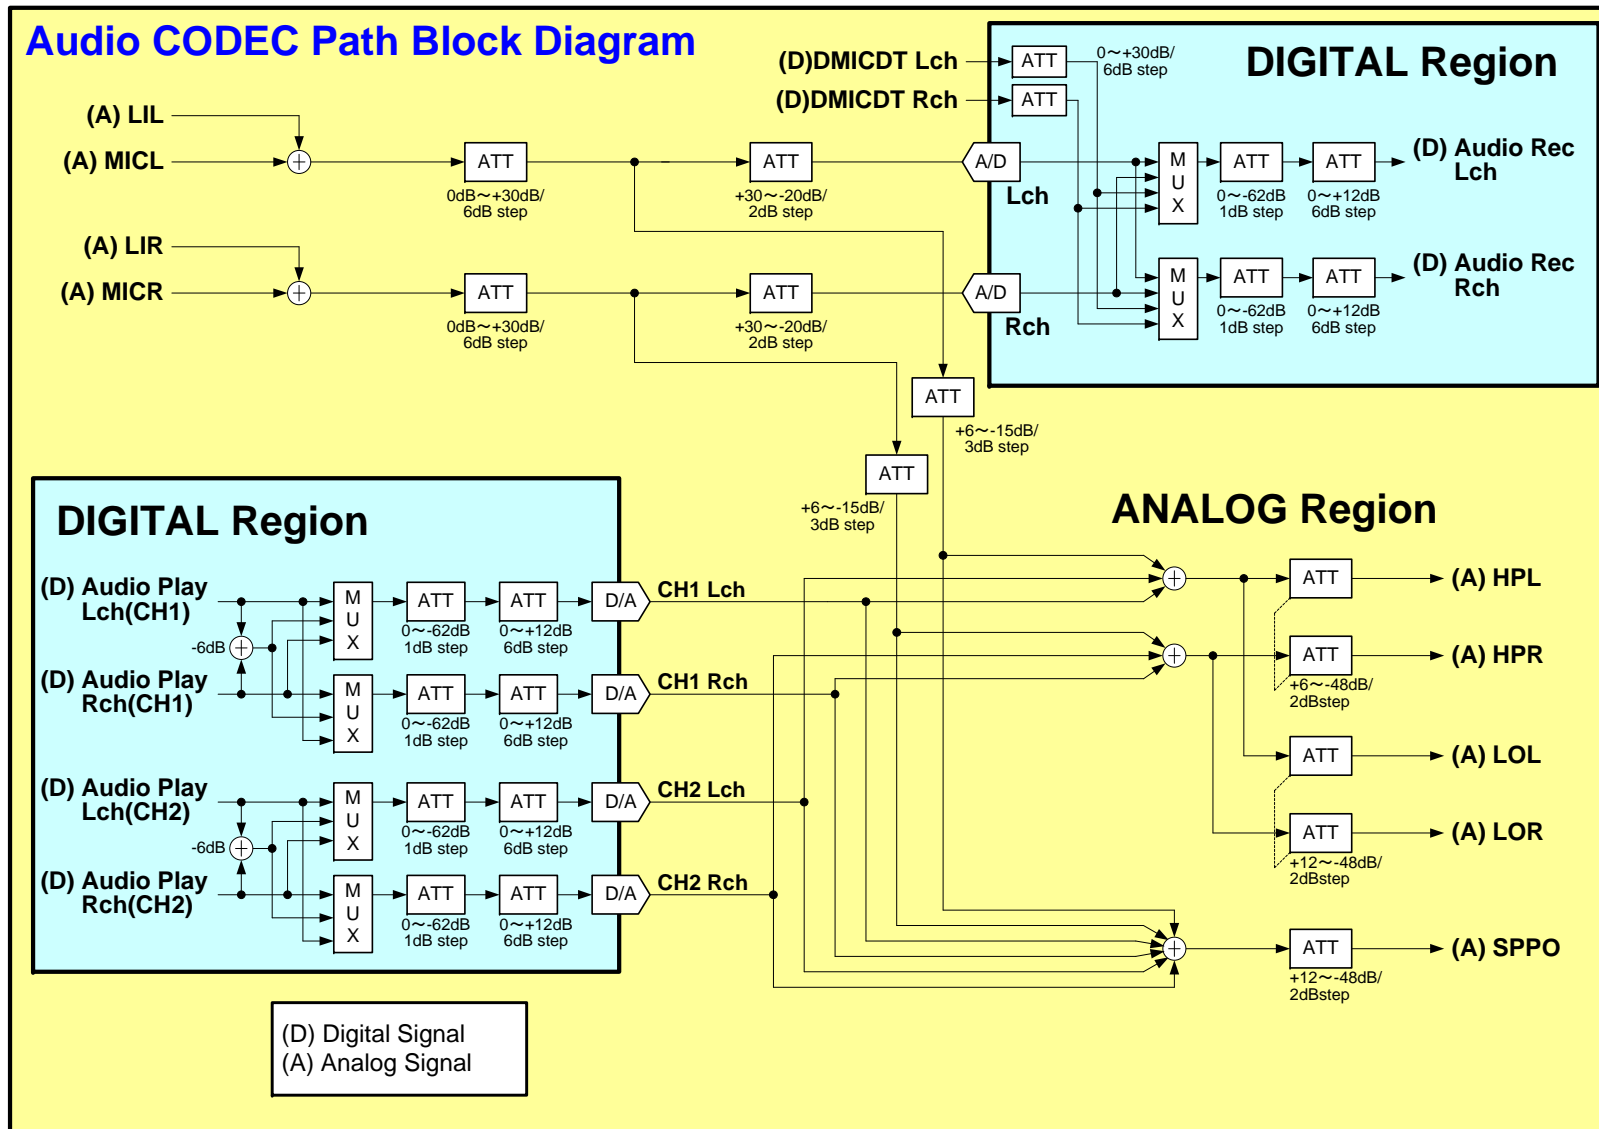 Audio CODEC Path Block Diagram
DIGITAL Region
(D)DMICDT Lch
ATT
0~+30dB/
6dB step
(D)DMICDT Rch
ATT
(A) LIL
(A) MICL
+
ATT
0dB~+30dB/
6dB step
ATT
+30~-20dB/
2dB step
A/D
Lch
M
U
X
ATT
0~-62dB
1dB step
ATT
0~+12dB
6dB step
(D) Audio Rec
Lch
(A) LIR
(A) MICR
+
ATT
0dB~+30dB/
6dB step
ATT
+30~-20dB/
2dB step
A/D
Rch
M
U
X
ATT
0~-62dB
1dB step
ATT
0~+12dB
6dB step
(D) Audio Rec
Rch
ATT
+6~-15dB/
3dB step
ATT
+6~-15dB/
3dB step
DIGITAL Region
ANALOG Region
(D) Audio Play
Lch(CH1)
M
U
X
ATT
0~-62dB
1dB step
ATT
0~+12dB
6dB step
D/A
CH1 Lch
-6dB
+
(D) Audio Play
Rch(CH1)
M
U
X
ATT
0~-62dB
1dB step
ATT
0~+12dB
6dB step
D/A
CH1 Rch
(D) Audio Play
Lch(CH2)
M
U
X
ATT
0~-62dB
1dB step
ATT
0~+12dB
6dB step
D/A
CH2 Lch
-6dB
+
(D) Audio Play
Rch(CH2)
M
U
X
ATT
0~-62dB
1dB step
ATT
0~+12dB
6dB step
D/A
CH2 Rch
+
ATT
(A) HPL
+
ATT
+6~-48dB/
2dBstep
(A) HPR
ATT
(A) LOL
ATT
+12~-48dB/
2dBstep
(A) LOR
+
ATT
+12~-48dB/
2dBstep
(A) SPPO
(D) Digital Signal
(A) Analog Signal